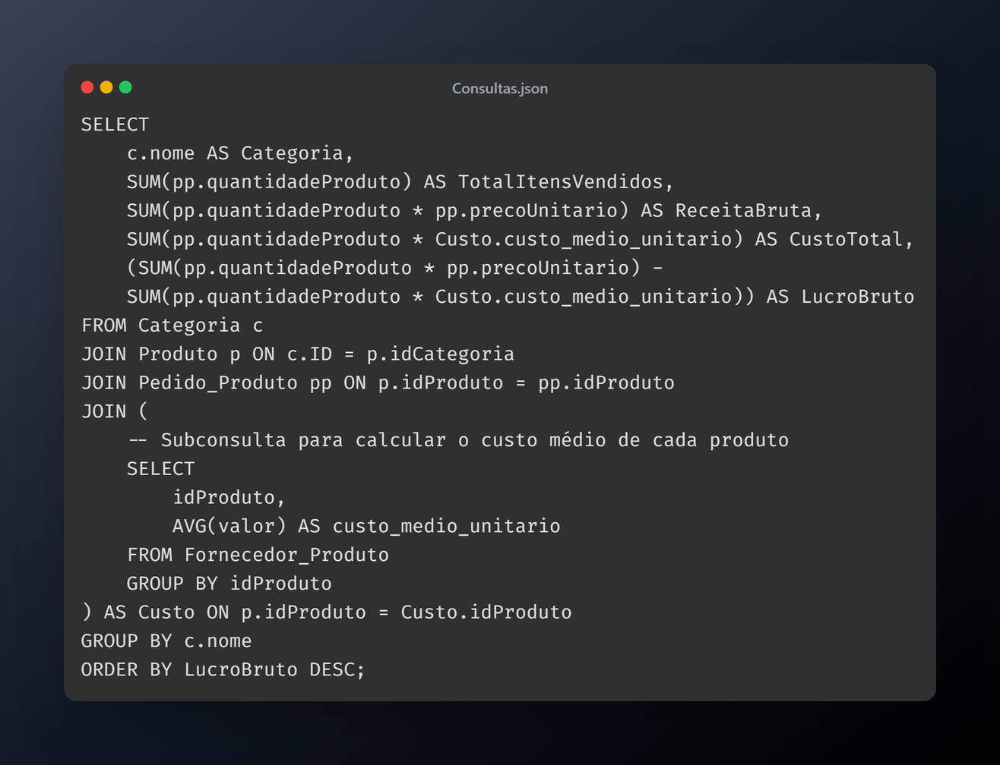 Consultas.json
SELECT
    c.nome AS Categoria,
    SUM(pp.quantidadeProduto) AS TotalItensVendidos,
    SUM(pp.quantidadeProduto * pp.precoUnitario) AS ReceitaBruta,
    SUM(pp.quantidadeProduto * Custo.custo_medio_unitario) AS CustoTotal,
    (SUM(pp.quantidadeProduto * pp.precoUnitario) -
    SUM(pp.quantidadeProduto * Custo.custo_medio_unitario)) AS LucroBruto
FROM Categoria c
JOIN Produto p ON c.ID = p.idCategoria
JOIN Pedido_Produto pp ON p.idProduto = pp.idProduto
JOIN (
    -- Subconsulta para calcular o custo médio de cada produto
    SELECT
        idProduto,
        AVG(valor) AS custo_medio_unitario
    FROM Fornecedor_Produto
    GROUP BY idProduto
) AS Custo ON p.idProduto = Custo.idProduto
GROUP BY c.nome
ORDER BY LucroBruto DESC;